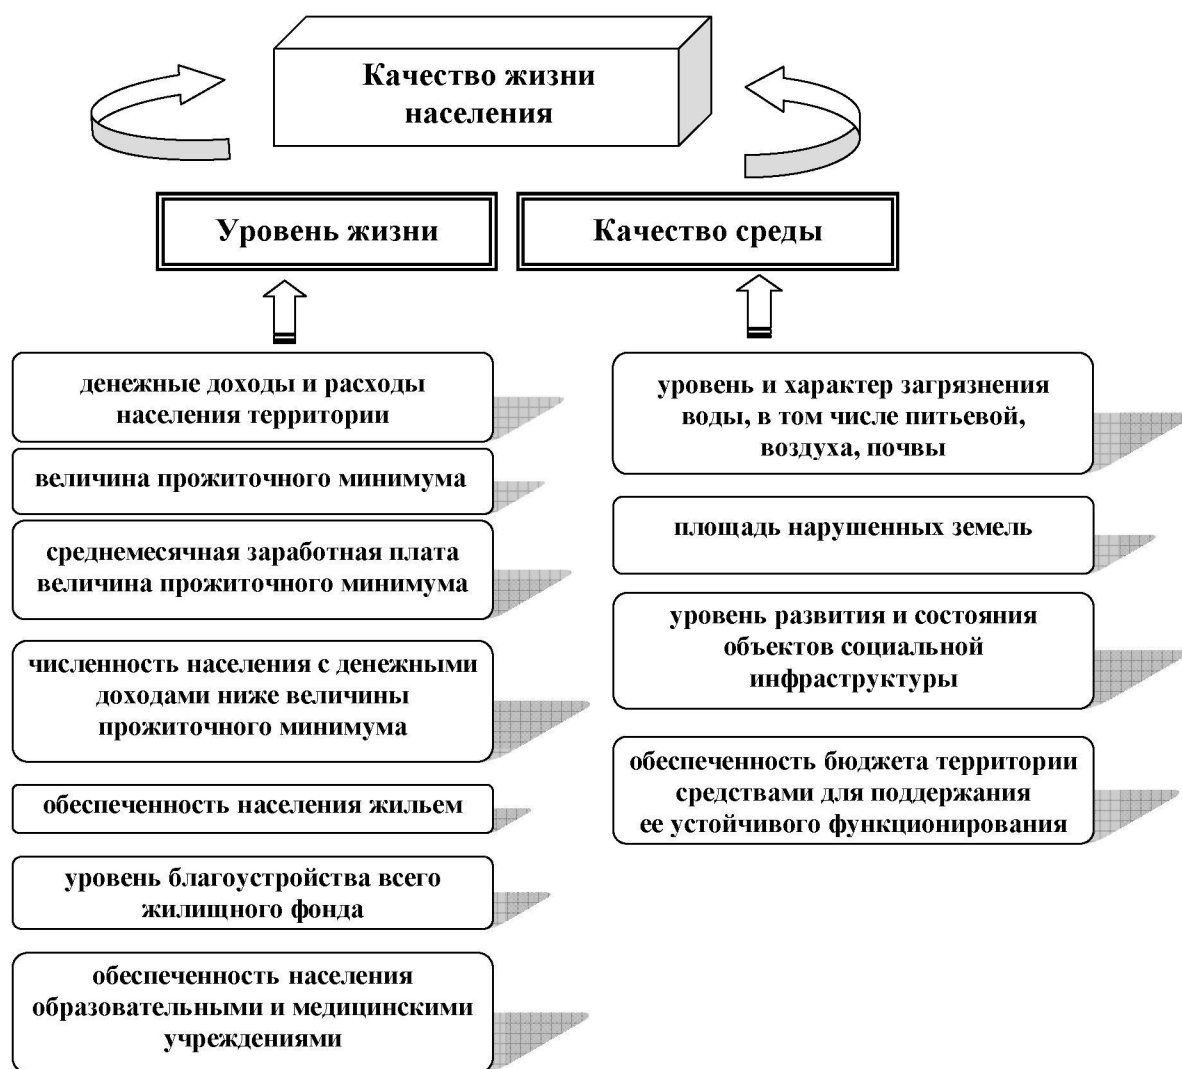 Качество жизни
населения
Уровень жизни
Качество среды
денежные доходы и расходы
населения территории
величина прожиточного минимума
среднемесячная заработная плата
величина прожиточного минимума
численность населения с денежными
доходами ниже величины
прожиточного минимума
обеспеченность населения жильем
уровень благоустройства всего
жилищного фонда
обеспеченность населения
образовательными и медицинскими
учреждениями
уровень и характер загрязнения
воды, в том числе питьевой,
воздуха, почвы
площадь нарушенных земель
уровень развития и состояния
объектов социальной
инфраструктуры
обеспеченность бюджета территории
средствами для поддержания
ее устойчивого функционирования